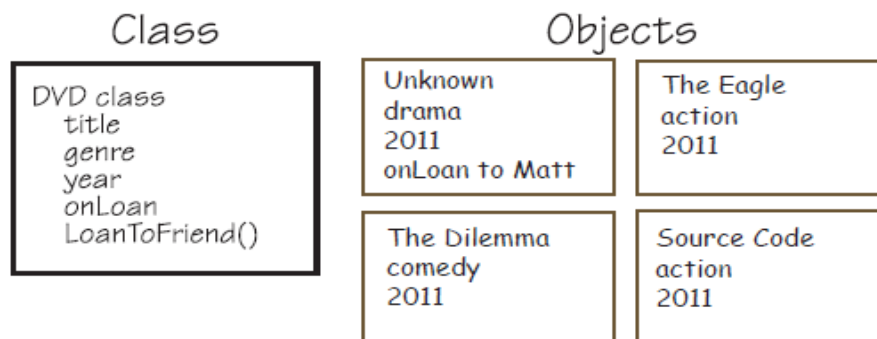 Class
Objects
DVD class
title
genre
year
onLoan
LoanToFriend()
Unknown
drama
2011
onLoan to Matt
The Eagle
action
2011
The Dilemma
comedy
2011
Source Code
action
2011